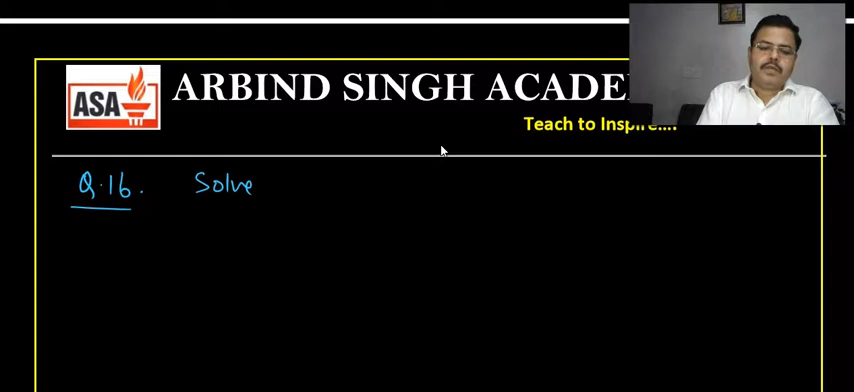 ASA
ARBIND SINGH ACADE
Teach to Inspire....
Q.16. Solve